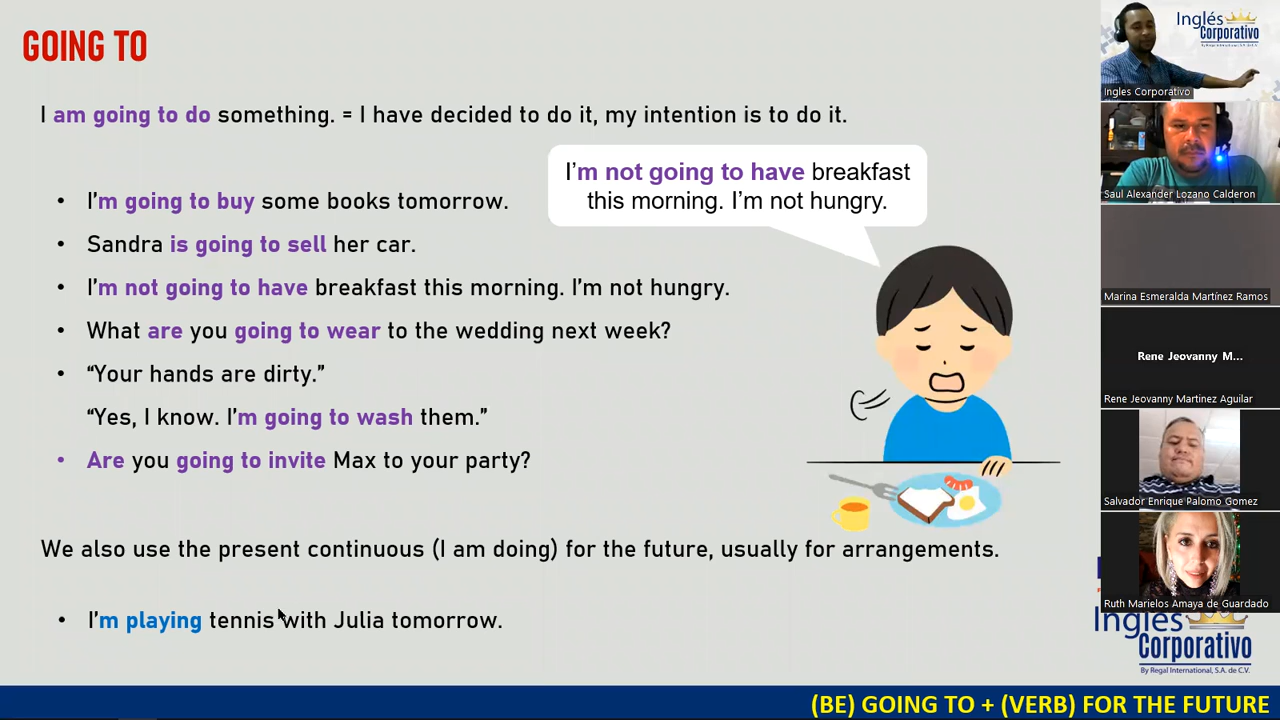 GOING TO
I am going to do something. = I have decided to do it, my intention is to do it.
I'm not going to have breakfast
this morning. I'm not hungry.
• I'm going to buy some books tomorrow.
• Sandra is going to sell her car.
• I'm not going to have breakfast this morning. I'm not hungry.
• What are you going to wear to the wedding next week?
• “Your hands are dirty.”
“Yes, I know. I'm going to wash them.”
• Are you going to invite Max to your party?
We also use the present continuous (I am doing) for the future, usually for arrangements.
• I'm playing tennis with Julia tomorrow.
(BE) GOING TO + (VERB) FOR THE FUTURE
Inglés
Corporativo
By Regal International, S.A. de C.V.
Ingles Corporativo
Saul Alexander Lozano Calderon
Marina Esmeralda Martínez Ramos
Rene Jeovanny M...
Rene Jeovanny Martinez Aguilar
Salvador Enrique Palomo Gomez
Ruth Marielos Amaya de Guardado
Inglés
Corporativo
By Regal International, S.A. de C.V.